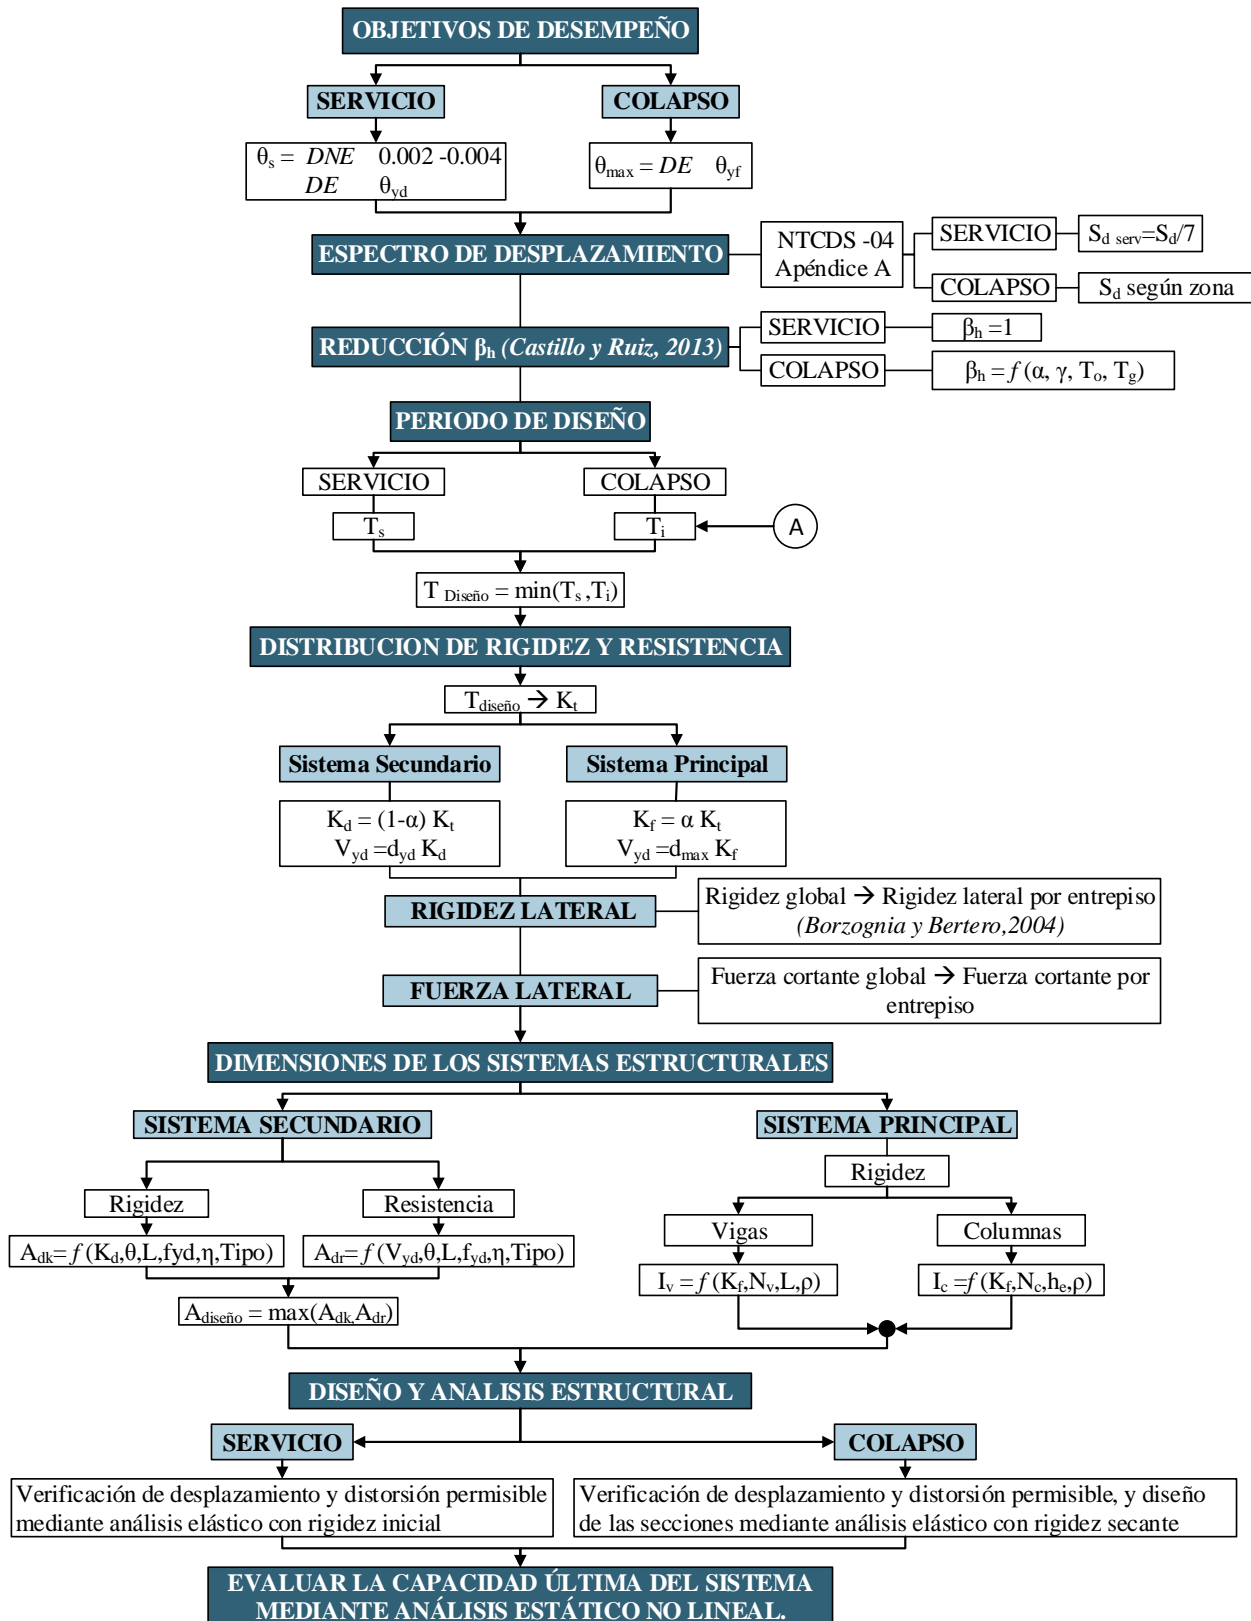 OBJETIVOS DE DESEMPEÑO
SERVICIO
COLAPSO
θs = DNE 0.002 -0.004
DE θyd
θmax = DE θyf
ESPECTRO DE DESPLAZAMIENTO
NTCDS -04
Apéndice A
SERVICIO
Sd serv=Sd/7
COLAPSO
Sd según zona
REDUCCIÓN βh (Castillo y Ruiz, 2013)
SERVICIO
βh =1
COLAPSO
βh = f (α, γ, To, Tg)
PERIODO DE DISEÑO
SERVICIO
COLAPSO
Ts
Ti
A
T Diseño = min(Ts ,Ti)
DISTRIBUCION DE RIGIDEZ Y RESISTENCIA
Tdiseño → Kt
Sistema Secundario
Sistema Principal
Kd = (1-α) Kt
Vyd =dyd Kd
Kf = α Kt
Vyd =dmax Kf
RIGIDEZ LATERAL
Rigidez global → Rigidez lateral por entrepiso
(Borzognia y Bertero,2004)
FUERZA LATERAL
Fuerza cortante global → Fuerza cortante por
entrepiso
DIMENSIONES DE LOS SISTEMAS ESTRUCTURALES
SISTEMA SECUNDARIO
SISTEMA PRINCIPAL
Rigidez
Rigidez
Resistencia
Vigas
Columnas
Adk= f (Kd,θ,L,fyd,η,Tipo)
Adr= f (Vyd,θ,L,fyd,η,Tipo)
Iv = f (Kf,Nv,L,ρ)
Ic =f (Kf,Nc,he,ρ)
Adiseño = max(Adk,Adr)
DISEÑO Y ANALISIS ESTRUCTURAL
SERVICIO
COLAPSO
Verificación de desplazamiento y distorsión permisible
mediante análisis elástico con rigidez inicial
Verificación de desplazamiento y distorsión permisible, y diseño
de las secciones mediante análisis elástico con rigidez secante
EVALUAR LA CAPACIDAD ÚLTIMA DEL SISTEMA
MEDIANTE ANÁLISIS ESTÁTICO NO LINEAL.